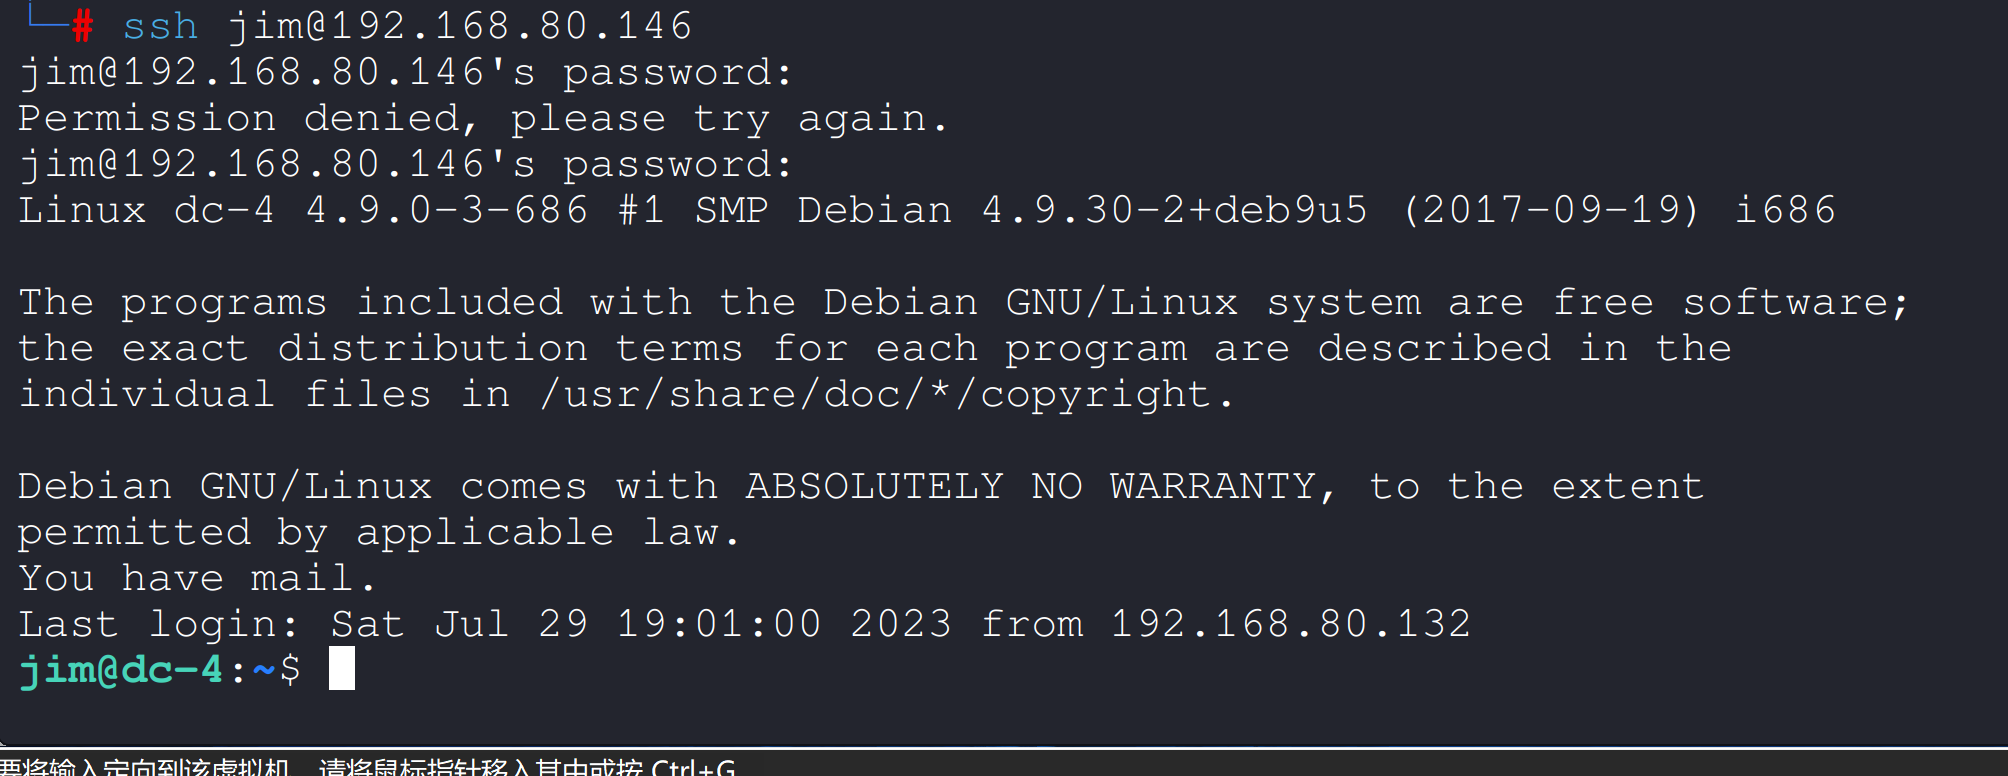 └─# ssh jim@192.168.80.146
jim@192.168.80.146's password:
Permission denied, please try again.
jim@192.168.80.146's password:
Linux dc-4 4.9.0-3-686 #1 SMP Debian 4.9.30-2+deb9u5 (2017-09-19) i686
The programs included with the Debian GNU/Linux system are free software;
the exact distribution terms for each program are described in the
individual files in /usr/share/doc/*/copyright.
Debian GNU/Linux comes with ABSOLUTELY NO WARRANTY, to the extent
permitted by applicable law.
You have mail.
Last login: Sat Jul 29 19:01:00 2023 from 192.168.80.132
jim@dc-4:~$
要将输入定向到该虚拟机，请将鼠标指针移入其中或按 Ctrl+G